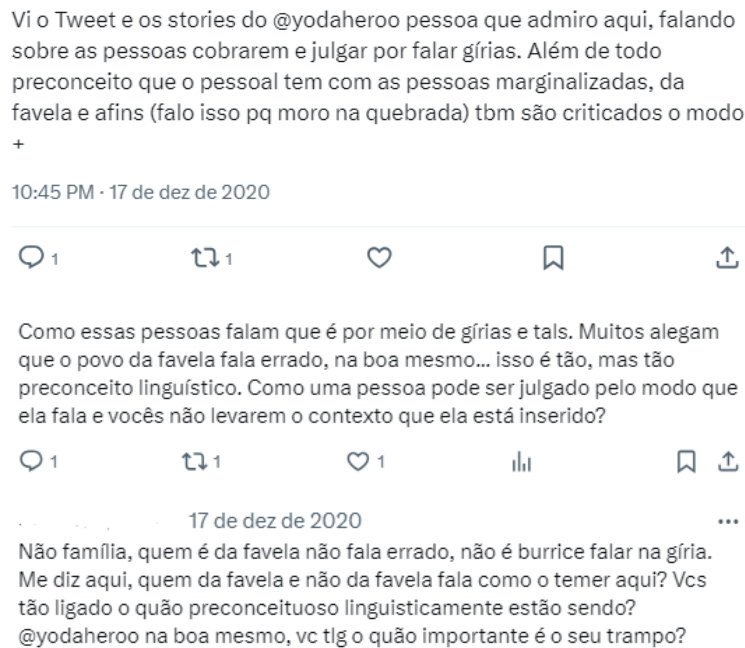 Vi o Tweet e os stories do @yodaheroo pessoa que admiro aqui, falando
sobre as pessoas cobrarem e julgar por falar gírias. Além de todo
preconceito que o pessoal tem com as pessoas marginalizadas, da
favela e afins (falo isso pq moro na quebrada) tbm são criticados o modo
+
10:45 PM · 17 de dez de 2020
1 1
Como essas pessoas falam que é por meio de gírias e tals. Muitos alegam
que o povo da favela fala errado, na boa mesmo... isso é tão, mas tão
preconceito linguístico. Como uma pessoa pode ser julgado pelo modo que
ela fala e vocês não levarem o contexto que ela está inserido?
1 1 1
17 de dez de 2020
Não família, quem é da favela não fala errado, não é burrice falar na gíria.
Me diz aqui, quem da favela e não da favela fala como o temer aqui? Vcs
tão ligado o quão preconceituoso linguisticamente estão sendo?
@yodaheroo na boa mesmo, vc tlg o quão importante é o seu trampo?